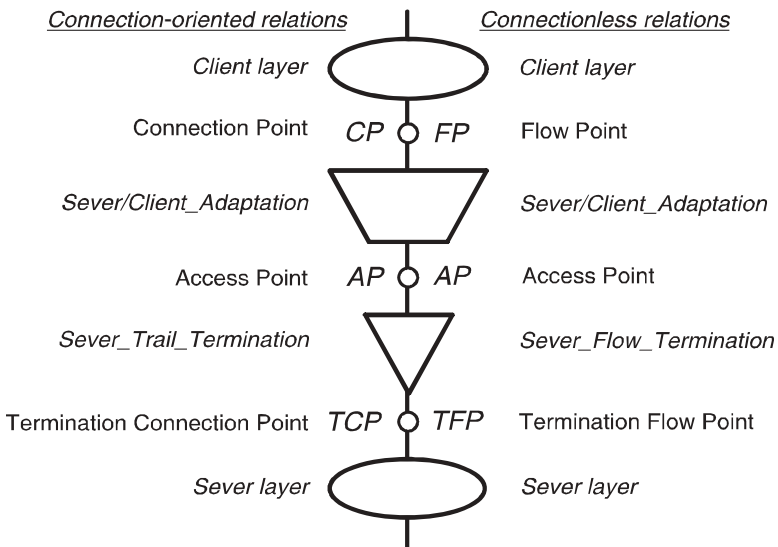 Connection-oriented relations Connectionless relations
Client layer Client layer
Connection Point CP FP Flow Point
Sever/Client_Adaptation Sever/Client_Adaptation
Access Point AP AP Access Point
Sever_Trail_Termination Sever_Flow_Termination
Termination Connection Point TCP TFP Termination Flow Point
Sever layer Sever layer